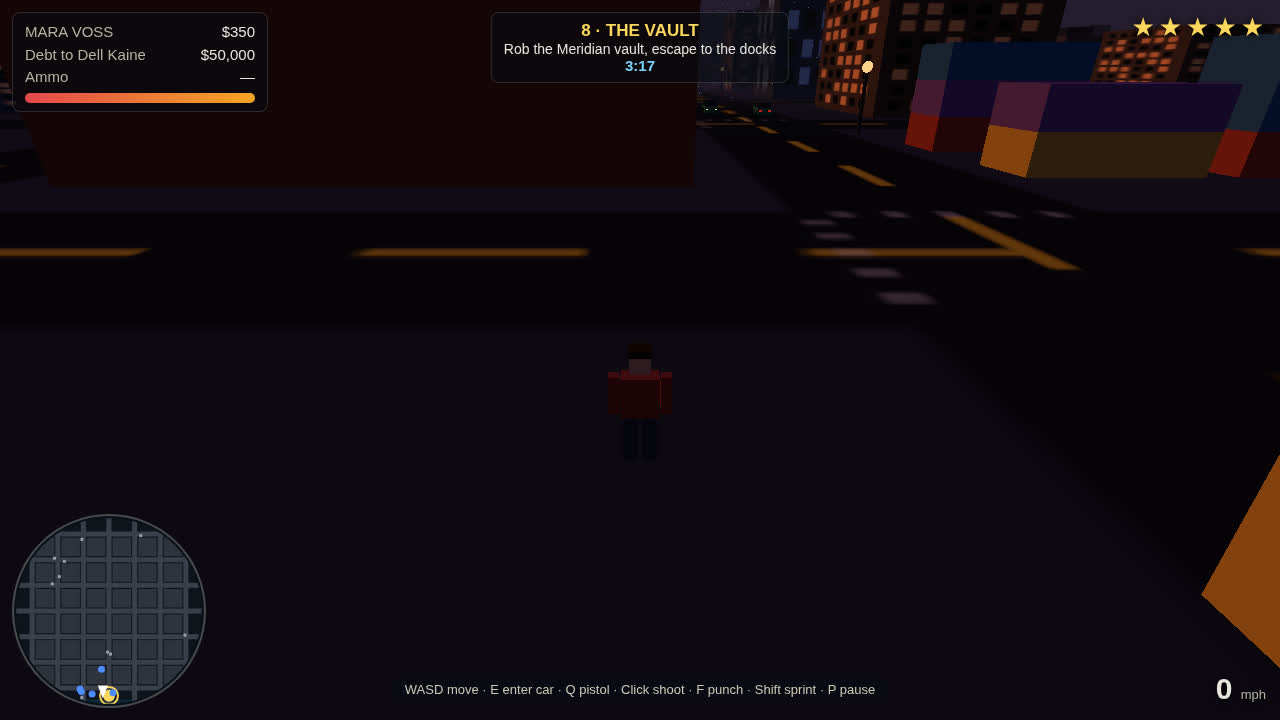 MARA VOSS $350
Debt to Dell Kaine $50,000
Ammo —
8 · THE VAULT
Rob the Meridian vault, escape to the docks
3:17
★ ★ ★ ★ ★
WASD move · E enter car · Q pistol · Click shoot · F punch · Shift sprint · P pause
0 mph